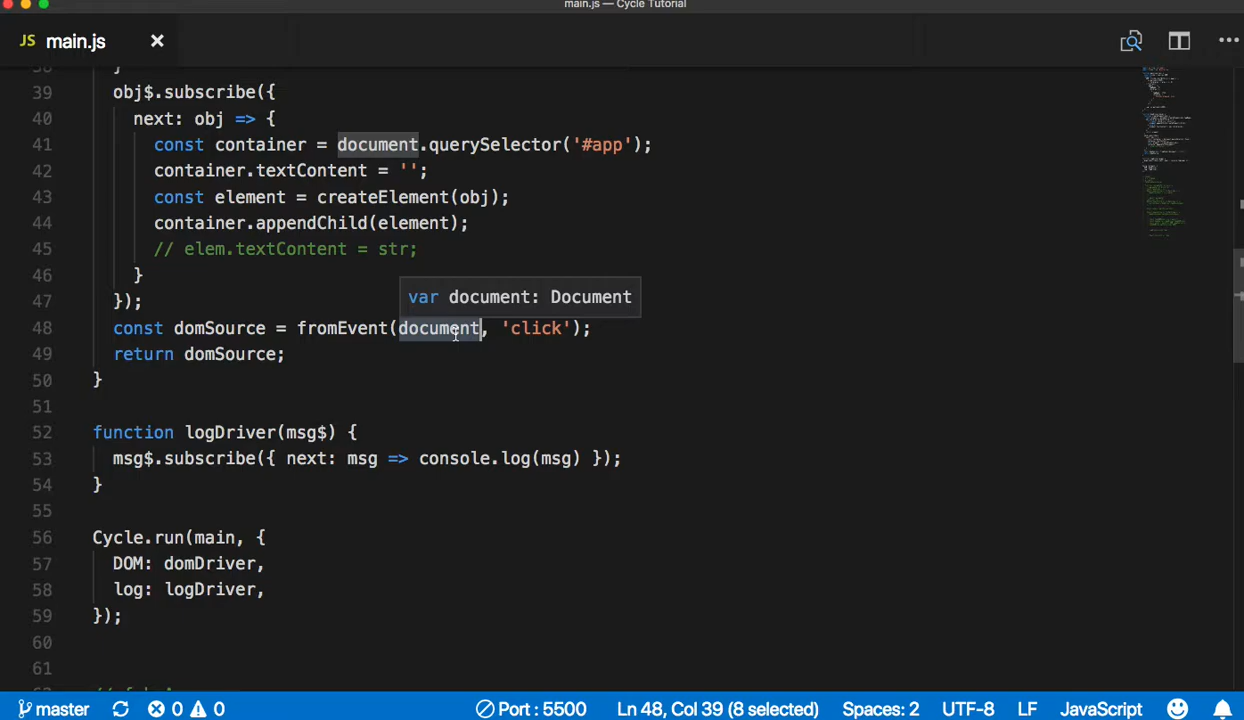 main.js — Cycle Tutorial
JS main.js
39 obj$.subscribe({
40 next: obj => {
41 const container = document.querySelector('#app');
42 container.textContent = '';
43 const element = createElement(obj);
44 container.appendChild(element);
45 // elem.textContent = str;
46 }
var document: Document
47 });
48 const domSource = fromEvent(document, 'click');
49 return domSource;
50 }
51
52 function logDriver(msg$) {
53 msg$.subscribe({ next: msg => console.log(msg) });
54 }
55
56 Cycle.run(main, {
57 DOM: domDriver,
58 log: logDriver,
59 });
60
61
master 0 0 Port : 5500 Ln 48, Col 39 (8 selected) Spaces: 2 UTF-8 LF JavaScript